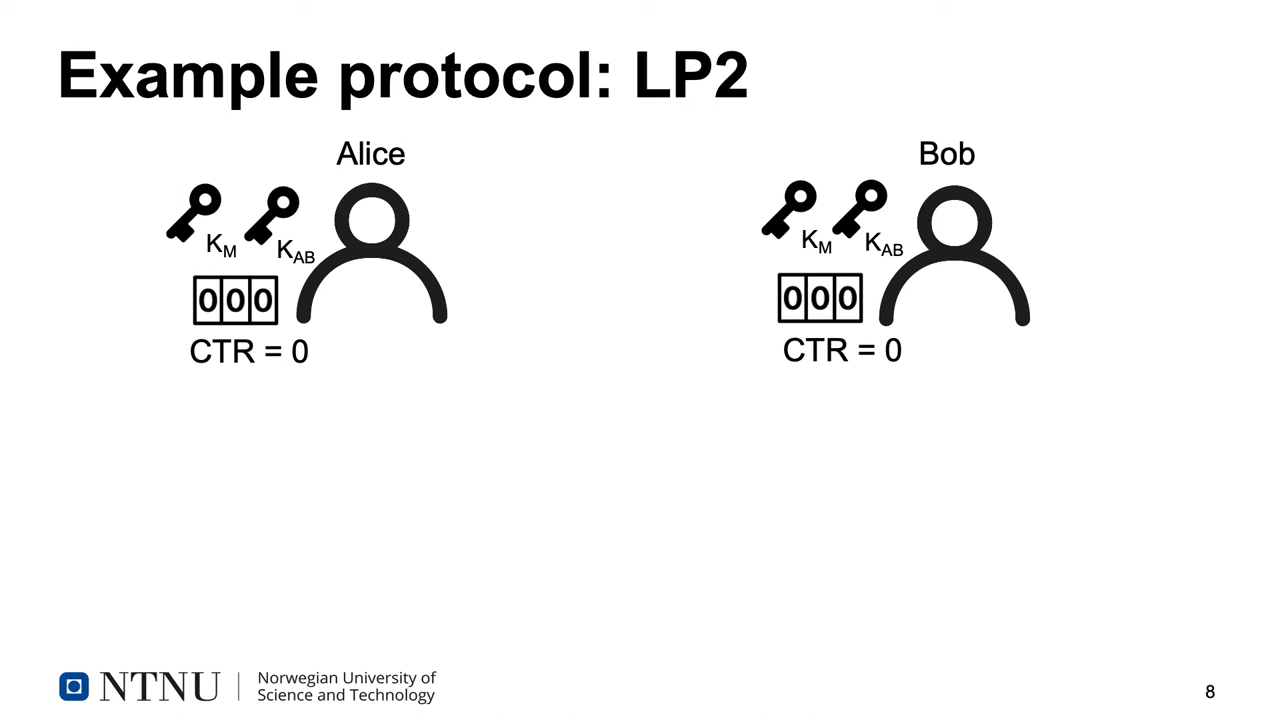 Example protocol: LP2
Alice
Bob
K_M K_AB
K_M K_AB
000
000
CTR = 0
CTR = 0
NTNU
Norwegian University of
Science and Technology
8